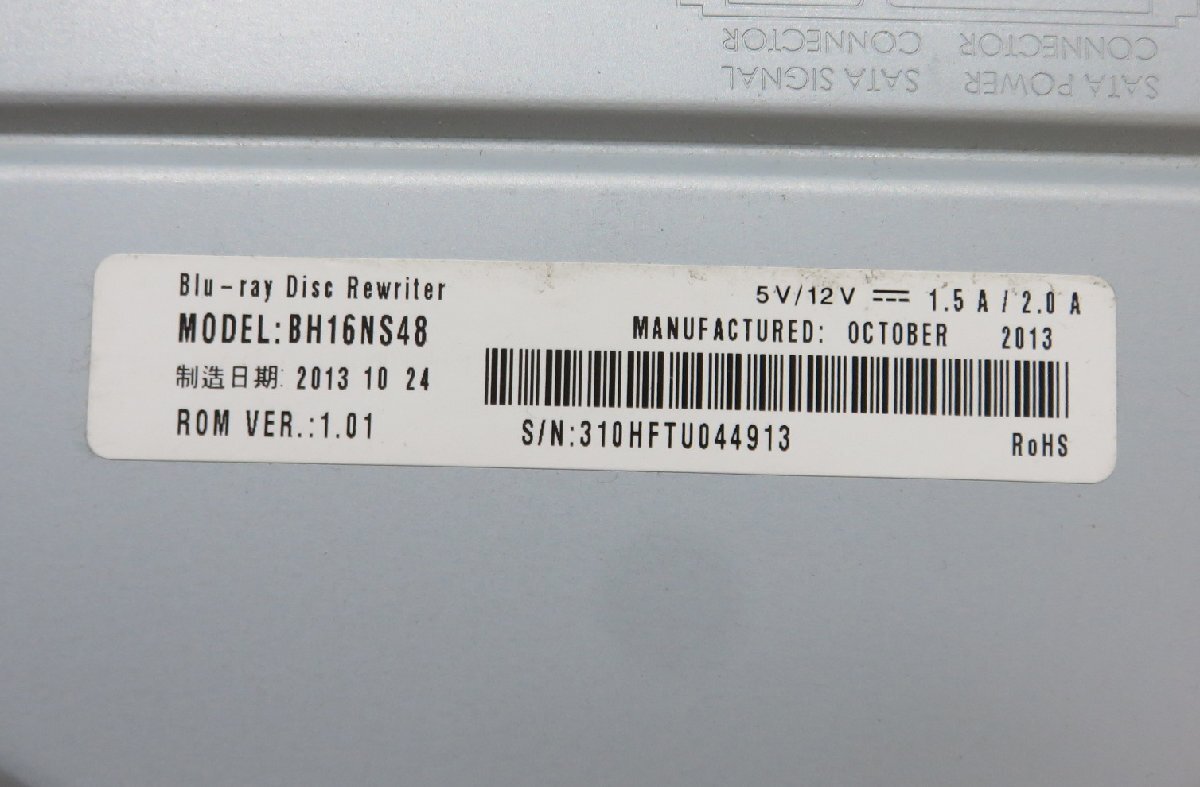 SATA POWER CONNECTOR
SATA SIGNAL CONNECTOR
Blu-ray Disc Rewriter
5V/12V ⎓ 1.5 A / 2.0 A
MODEL:BH16NS48
MANUFACTURED: OCTOBER 2013
制造日期: 2013 10 24
ROM VER.:1.01
S/N:310HFTU044913
RoHS